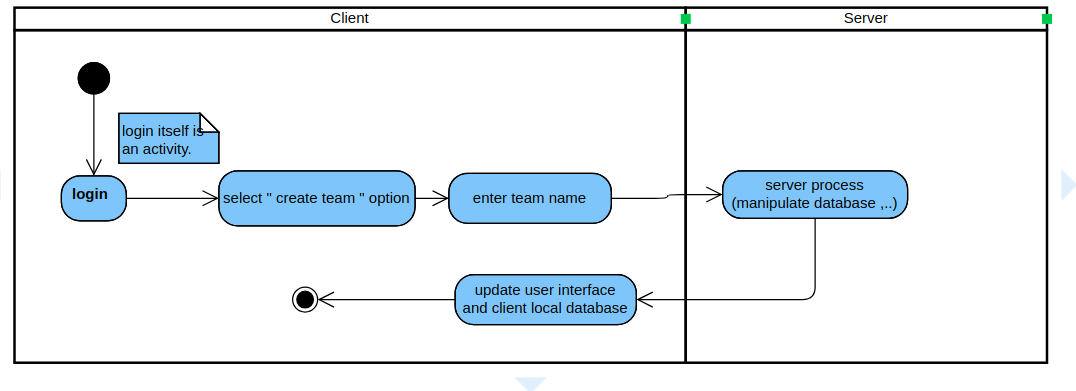 Client
Server
login itself is
an activity.
login
select " create team " option
enter team name
server process
(manipulate database ,..)
update user interface
and client local database